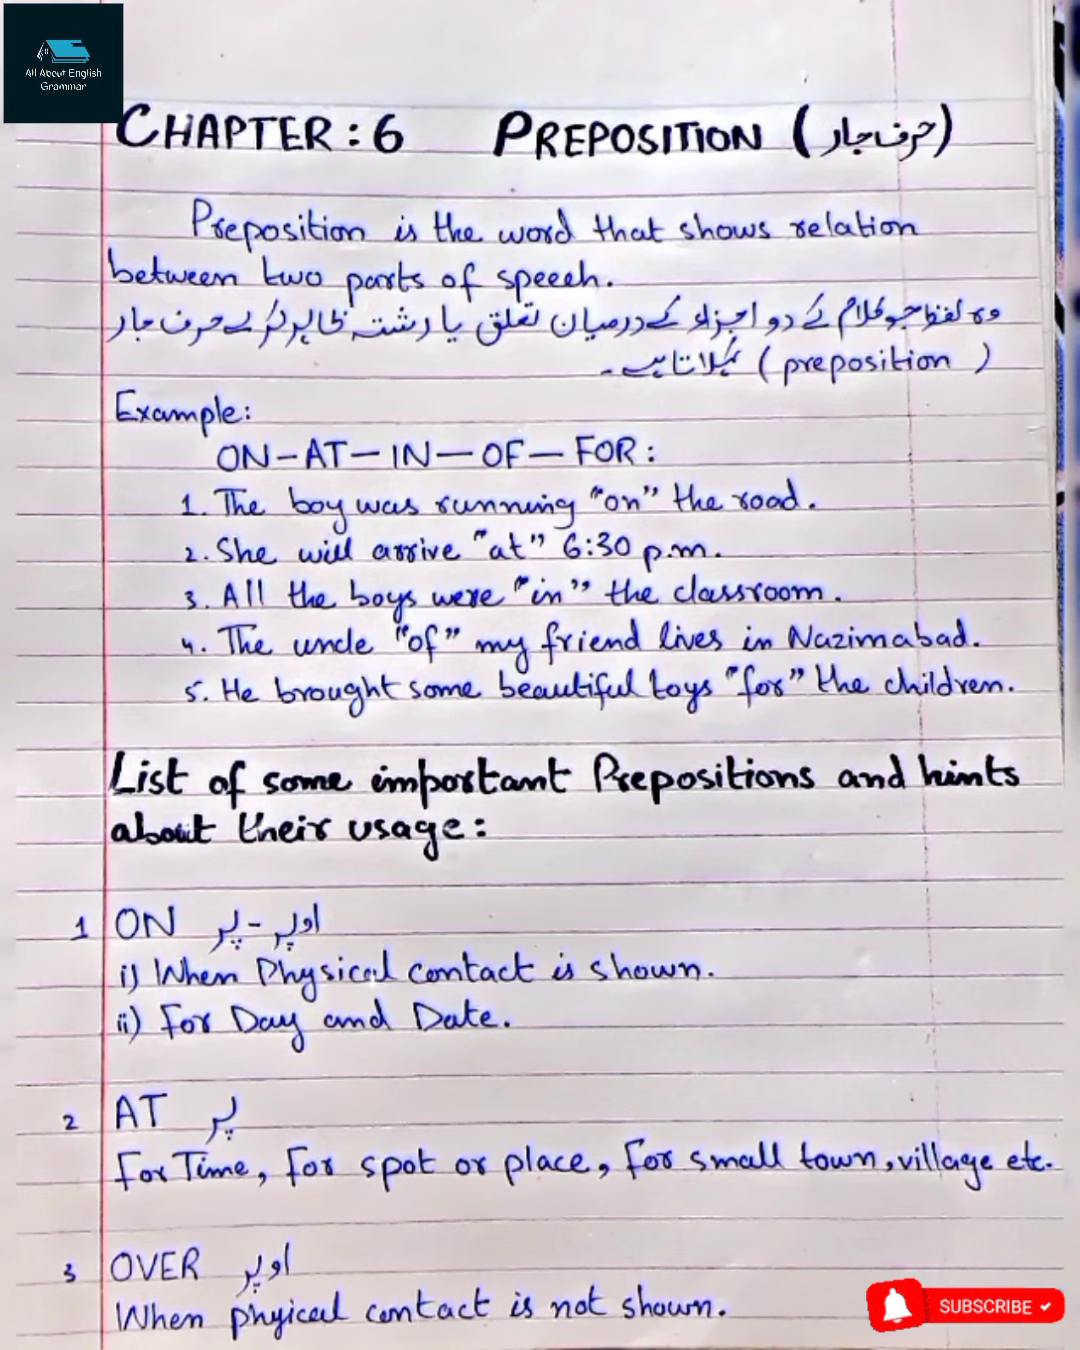 All About English
Grammar
CHAPTER: 6 PREPOSITION (حرف جار)
Preposition is the word that shows relation
between two parts of speech.
وہ لفظ جو کلام کے دو اجزاء کے درمیان تعلق یا رشتہ ظاہر کرے حرف جار
(preposition) کہلاتا ہے۔
Example:
ON-AT-IN-OF-FOR:
1. The boy was running "on" the road.
2. She will arrive "at" 6:30 p.m.
3. All the boys were "in" the classroom.
4. The uncle "of" my friend lives in Nazimabad.
5. He brought some beautiful toys "for" the children.
List of some important Prepositions and hints
about their usage:
1 ON اوپر - پر
i) When Physical contact is shown.
ii) For Day and Date.
2 AT پر
For Time, For spot or place, For small town, village etc.
3 OVER اوپر
When phyical contact is not shown.
SUBSCRIBE